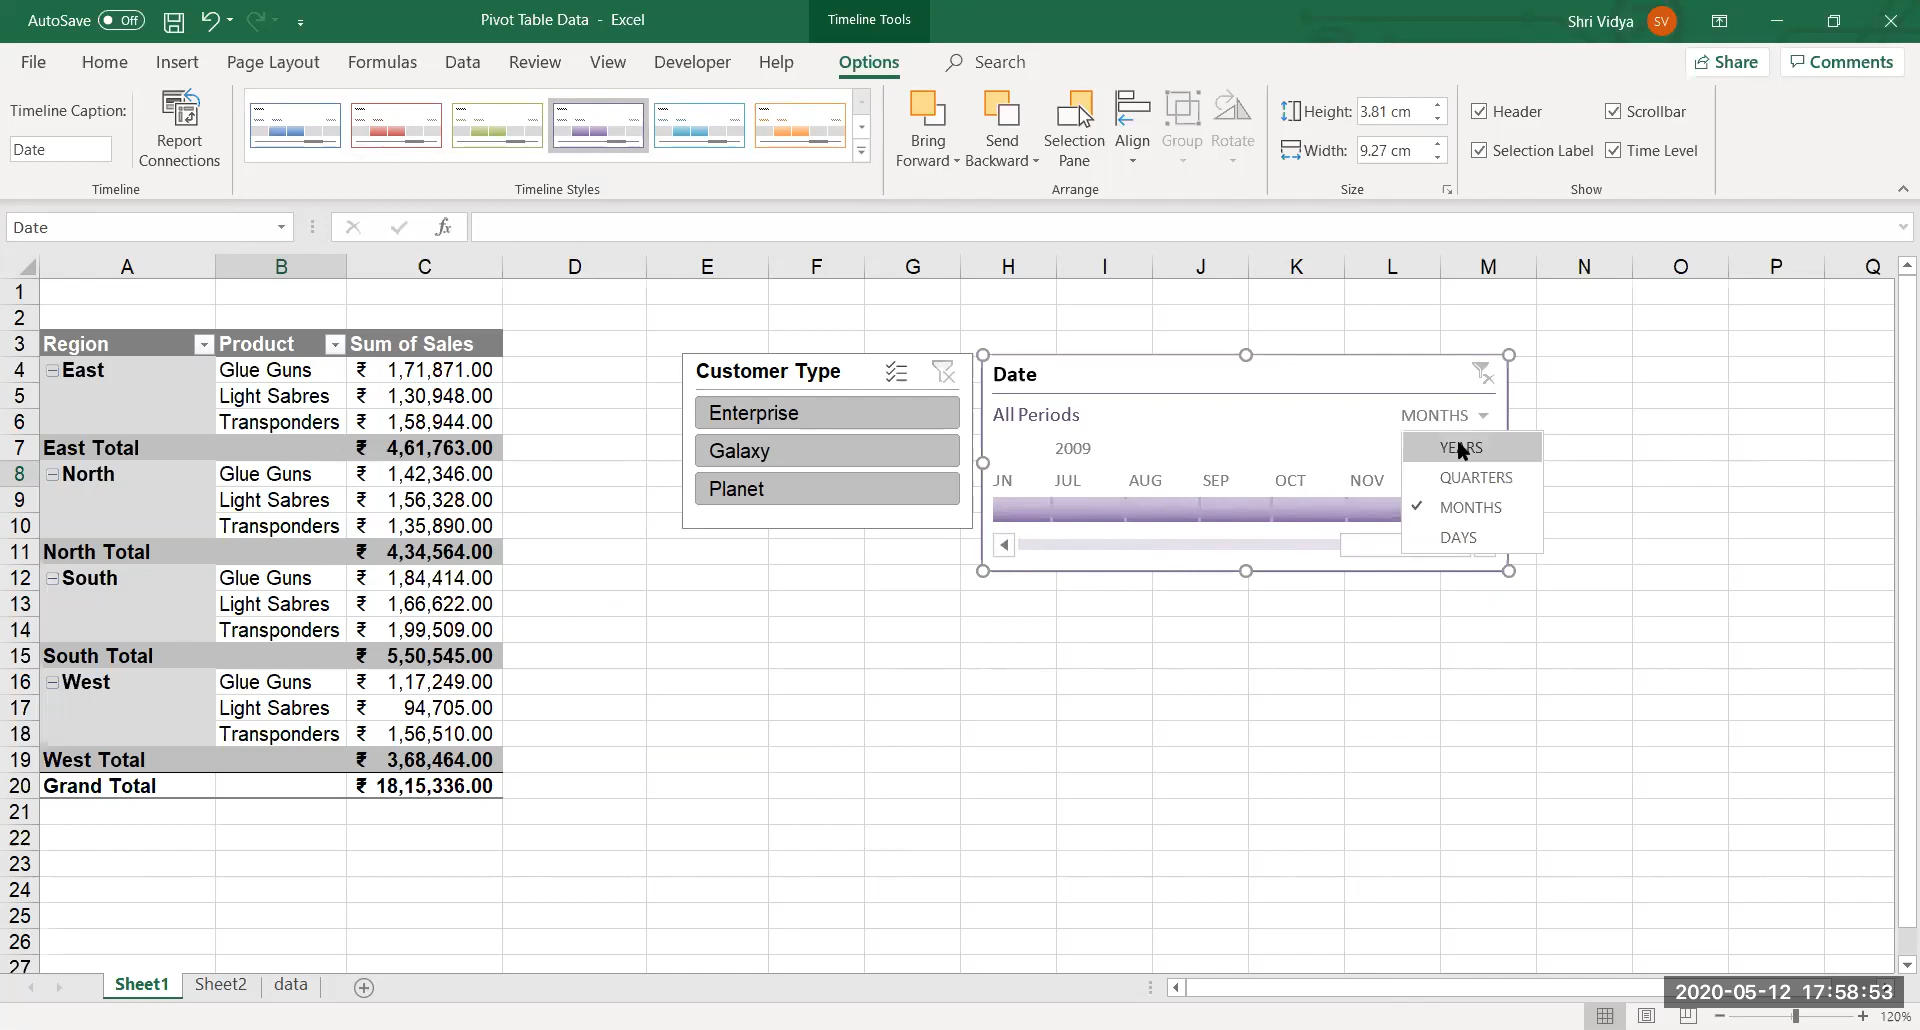 AutoSave Off
Pivot Table Data - Excel
Timeline Tools
Shri Vidya SV
File Home Insert Page Layout Formulas Data Review View Developer Help Options Search
Share Comments
Timeline Caption:
Date
Report
Connections
Timeline
Timeline Styles
Bring
Forward
Send
Backward
Selection
Pane
Align
Group
Rotate
Arrange
Height: 3.81 cm
Width: 9.27 cm
Size
Header Scrollbar
Selection Label Time Level
Show
Date
fx
A B C D E F G H I J K L M N O P Q
1
2
3 Region Product Sum of Sales
4 East Glue Guns ₹ 1,71,871.00
5 Light Sabres ₹ 1,30,948.00
6 Transponders ₹ 1,58,944.00
7 East Total ₹ 4,61,763.00
8 North Glue Guns ₹ 1,42,346.00
9 Light Sabres ₹ 1,56,328.00
10 Transponders ₹ 1,35,890.00
11 North Total ₹ 4,34,564.00
12 South Glue Guns ₹ 1,84,414.00
13 Light Sabres ₹ 1,66,622.00
14 Transponders ₹ 1,99,509.00
15 South Total ₹ 5,50,545.00
16 West Glue Guns ₹ 1,17,249.00
17 Light Sabres ₹ 94,705.00
18 Transponders ₹ 1,56,510.00
19 West Total ₹ 3,68,464.00
20 Grand Total ₹ 18,15,336.00
21
22
23
24
25
26
27
Customer Type
Enterprise
Galaxy
Planet
Date
All Periods MONTHS
2009
JN JUL AUG SEP OCT NOV
YEARS
QUARTERS
MONTHS
DAYS
Sheet1 Sheet2 data
2020-05-12 17:58:53
120%